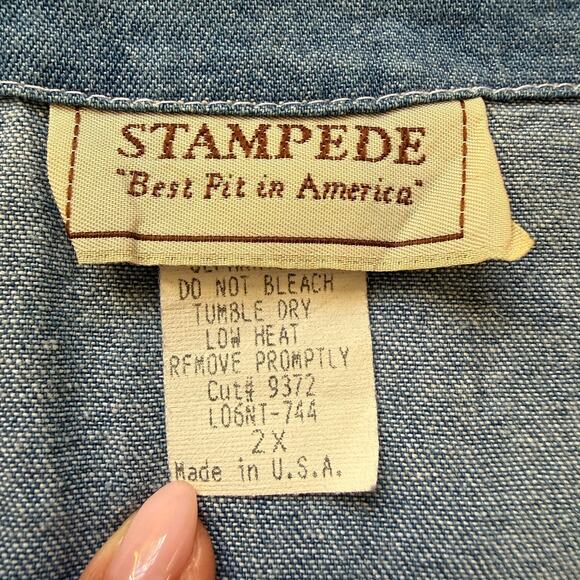 STAMPEDE
"Best Fit in America"
DO NOT BLEACH
TUMBLE DRY
LOW HEAT
REMOVE PROMPTLY
Cut# 9372
L06NT-744
2X
Made in U.S.A.